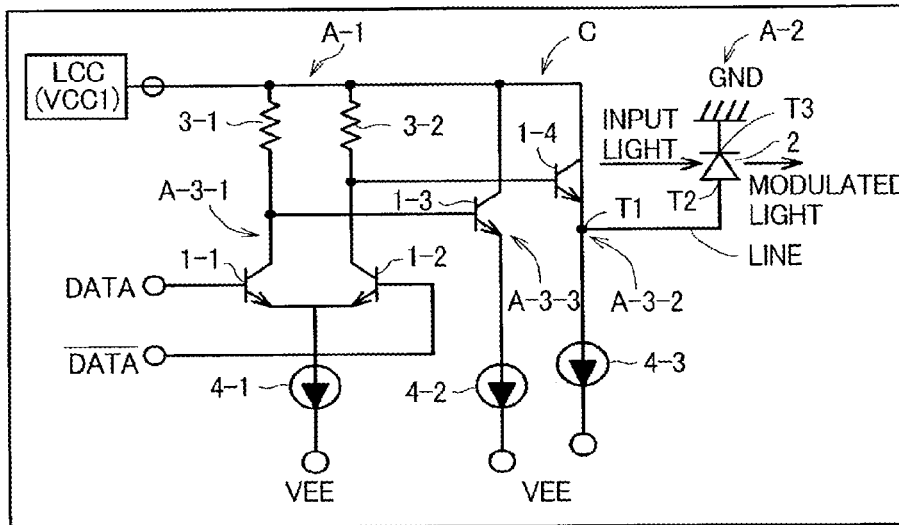 A-1
C
A-2
LCC
(VCC1)
GND
3-1
3-2
T3
INPUT
LIGHT
2
1-4
A-3-1
1-3
T2
MODULATED
LIGHT
T1
1-1
1-2
LINE
DATA
A-3-3
A-3-2
DATA
4-1
4-2
4-3
VEE
VEE